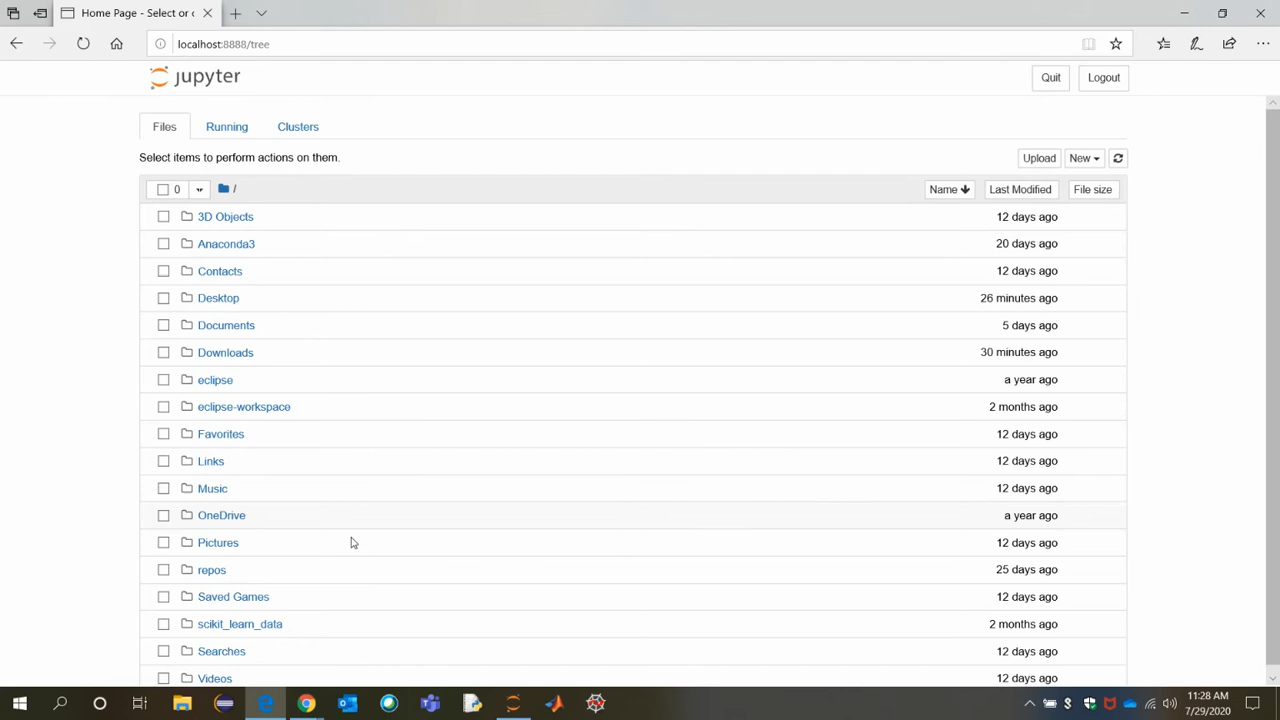 Home Page - Select or c
localhost:8888/tree
jupyter
Quit
Logout
Files
Running
Clusters
Select items to perform actions on them.
Upload
New
0
/
Name
Last Modified
File size
3D Objects
12 days ago
Anaconda3
20 days ago
Contacts
12 days ago
Desktop
26 minutes ago
Documents
5 days ago
Downloads
30 minutes ago
eclipse
a year ago
eclipse-workspace
2 months ago
Favorites
12 days ago
Links
12 days ago
Music
12 days ago
OneDrive
a year ago
Pictures
12 days ago
repos
25 days ago
Saved Games
12 days ago
scikit_learn_data
2 months ago
Searches
12 days ago
Videos
12 days ago
11:28 AM
7/29/2020